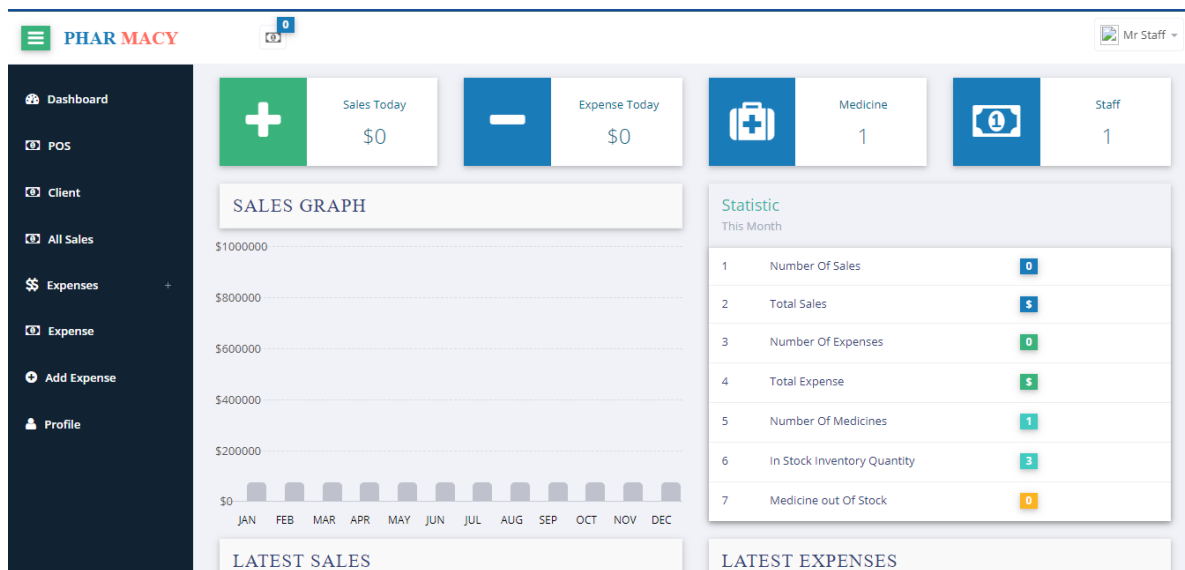 PHAR MACY
0
Mr Staff
Dashboard
POS
Client
All Sales
Expenses +
Expense
Add Expense
Profile
Sales Today
$0
Expense Today
$0
Medicine
1
1
Staff
1
SALES GRAPH
$1000000
$800000
$600000
$400000
$200000
$0
JAN FEB MAR APR MAY JUN JUL AUG SEP OCT NOV DEC
Statistic
This Month
1 Number Of Sales 0
2 Total Sales $
3 Number Of Expenses 0
4 Total Expense $
5 Number Of Medicines 1
6 In Stock Inventory Quantity 3
7 Medicine out Of Stock 0
LATEST SALES
LATEST EXPENSES